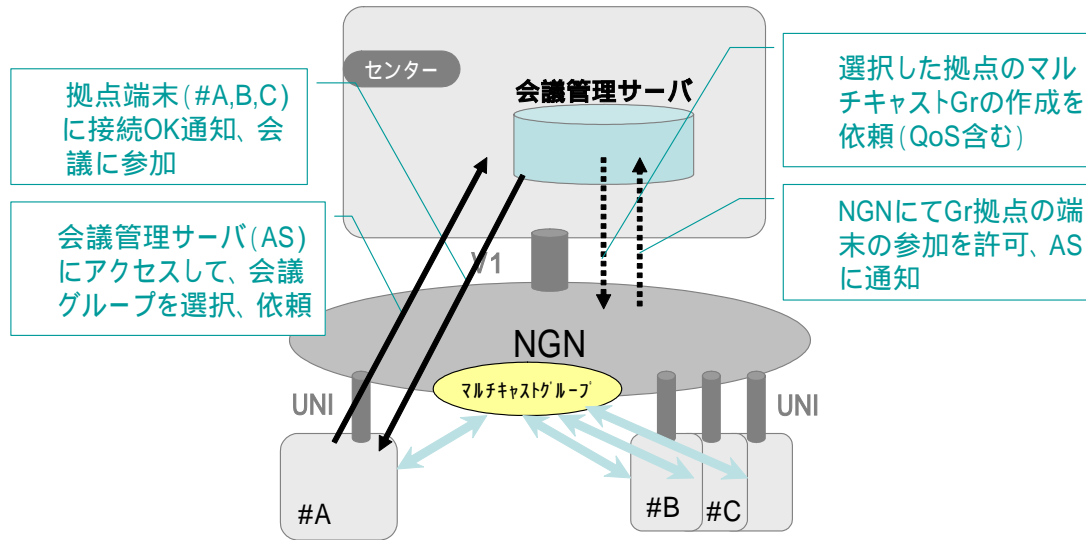 センター
会議管理サーバ
拠点端末(#A,B,C)
に接続OK通知、会
議に参加
会議管理サーバ(AS)
にアクセスして、会議
グループを選択、依頼
選択した拠点のマル
チキャストGrの作成を
依頼(QoS含む)
NGNにてGr拠点の端
末の参加を許可、AS
に通知
NGN
マルチキャストグループ
UNI
UNI
#A
#B
#C